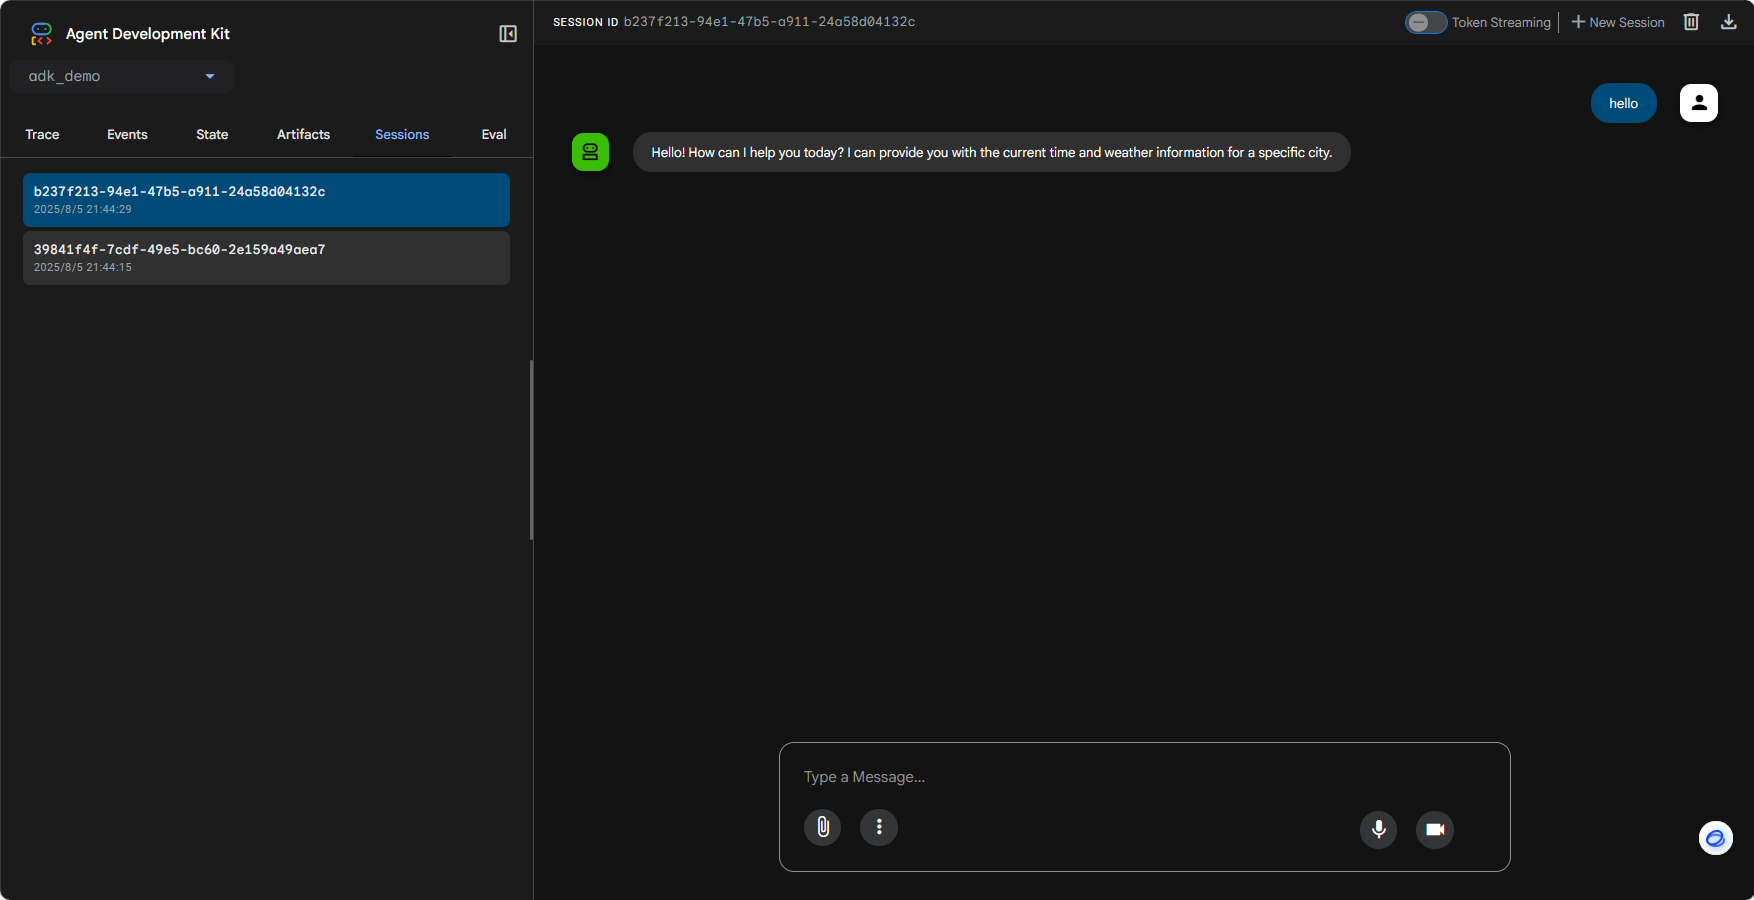 Agent Development Kit
adk_demo
Trace Events State Artifacts Sessions Eval
b237f213-94e1-47b5-a911-24a58d04132c
2025/8/5 21:44:29
39841f4f-7cdf-49e5-bc60-2e159a49aea7
2025/8/5 21:44:15
SESSION ID b237f213-94e1-47b5-a911-24a58d04132c
Token Streaming
New Session
hello
Hello! How can I help you today? I can provide you with the current time and weather information for a specific city.
Type a Message...